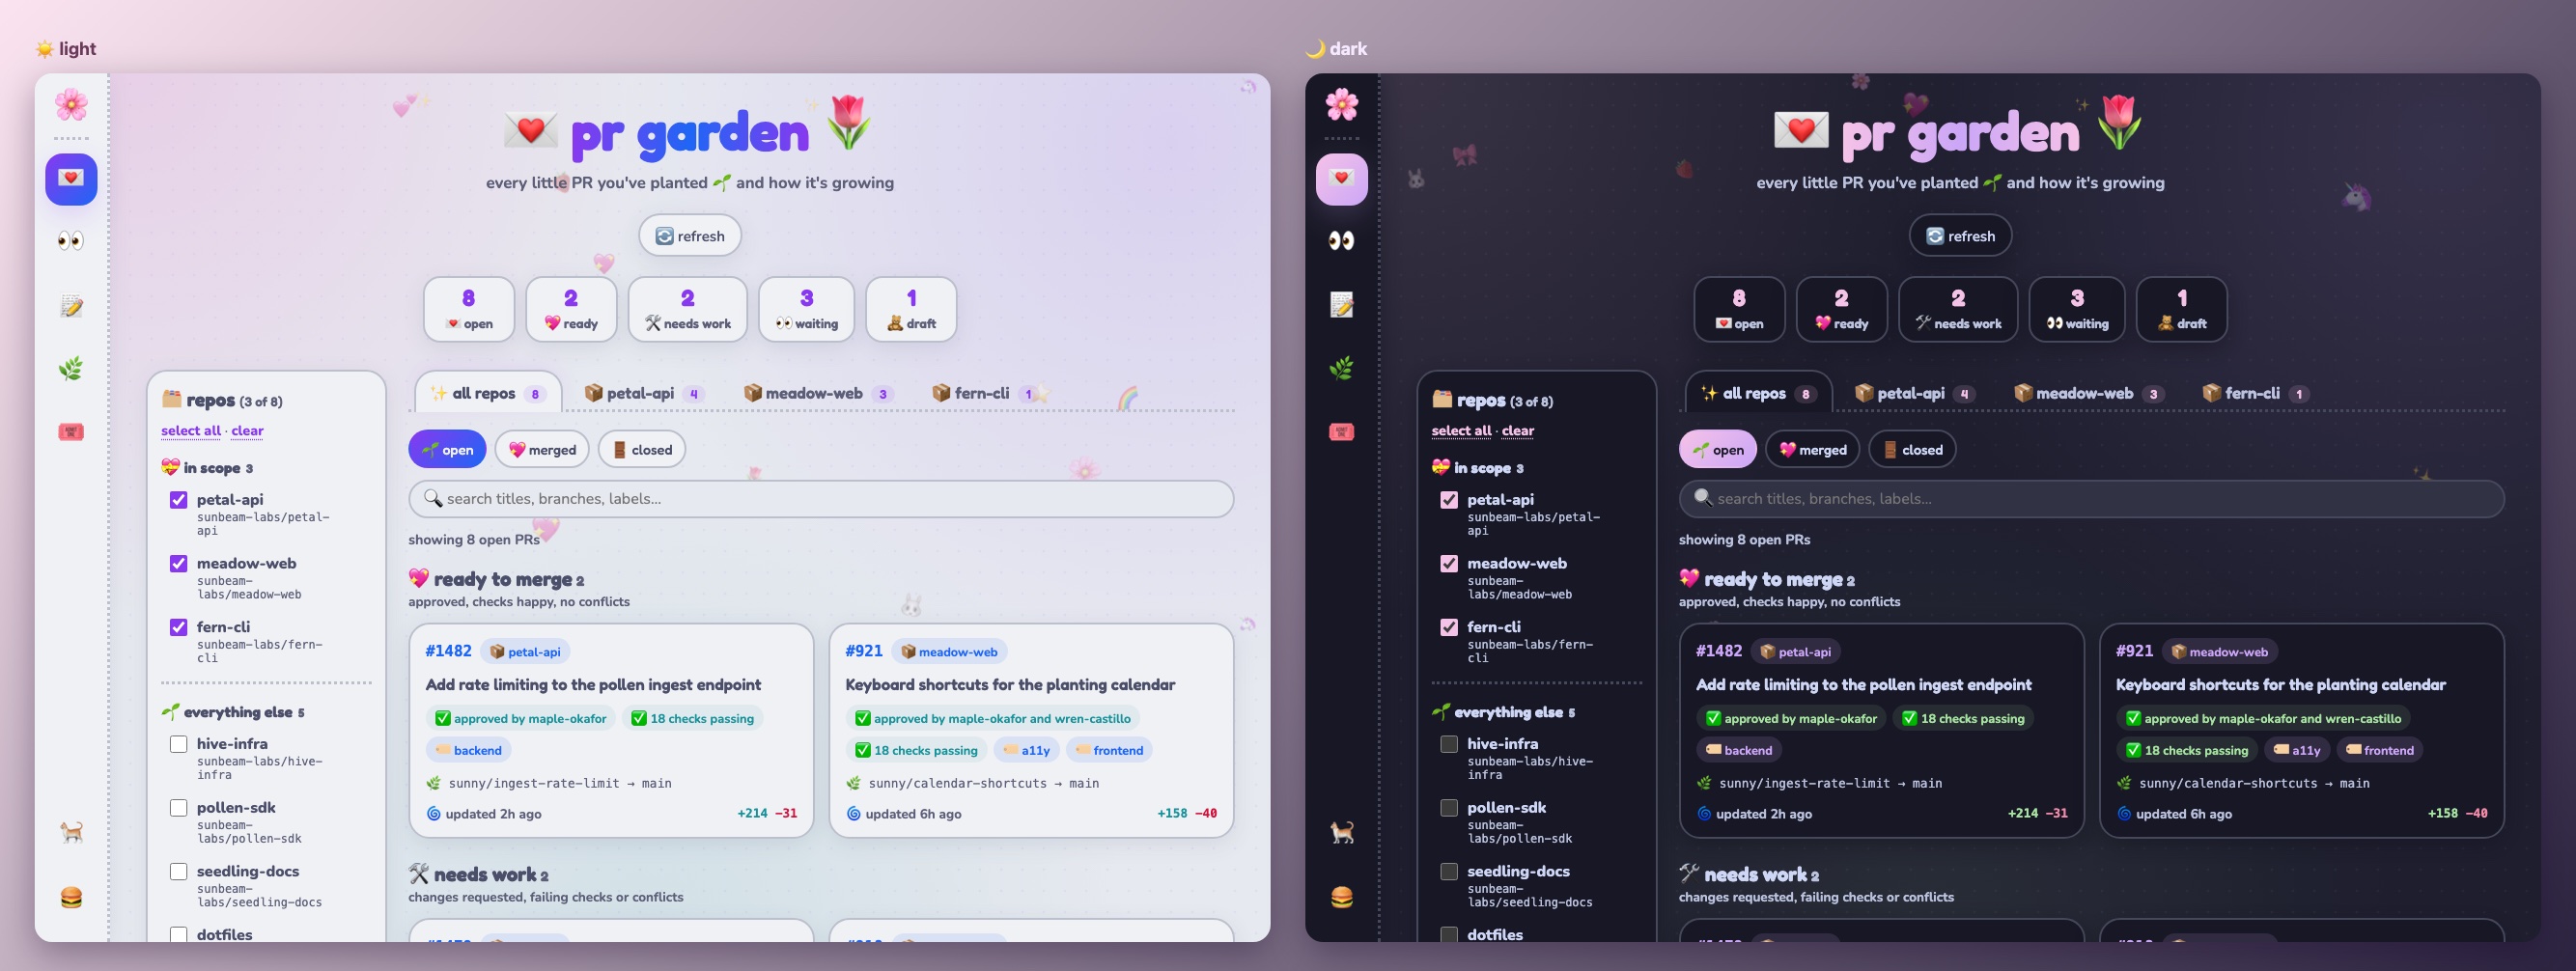 light
pr garden
every little PR you've planted 🌱 and how it's growing
refresh
8
open
2
ready
2
needs work
3
waiting
1
draft
repos (3 of 8)
select all · clear
in scope 3
petal-api
sunbeam-labs/petal-
api
meadow-web
sunbeam-
labs/meadow-web
fern-cli
sunbeam-labs/fern-
cli
everything else 5
hive-infra
sunbeam-labs/hive-
infra
pollen-sdk
sunbeam-
labs/pollen-sdk
seedling-docs
sunbeam-
labs/seedling-docs
dotfiles
all repos 8 petal-api 4 meadow-web 3 fern-cli 1
open merged closed
search titles, branches, labels...
showing 8 open PRs
ready to merge 2
approved, checks happy, no conflicts
#1482 petal-api
Add rate limiting to the pollen ingest endpoint
approved by maple-okafor 18 checks passing
backend
sunny/ingest-rate-limit → main
updated 2h ago +214 −31
#921 meadow-web
Keyboard shortcuts for the planting calendar
approved by maple-okafor and wren-castillo
18 checks passing a11y frontend
sunny/calendar-shortcuts → main
updated 6h ago +158 −40
needs work 2
changes requested, failing checks or conflicts
dark
pr garden
every little PR you've planted 🌱 and how it's growing
refresh
8
open
2
ready
2
needs work
3
waiting
1
draft
repos (3 of 8)
select all · clear
in scope 3
petal-api
sunbeam-labs/petal-
api
meadow-web
sunbeam-
labs/meadow-web
fern-cli
sunbeam-labs/fern-
cli
everything else 5
hive-infra
sunbeam-labs/hive-
infra
pollen-sdk
sunbeam-
labs/pollen-sdk
seedling-docs
sunbeam-
labs/seedling-docs
dotfiles
all repos 8 petal-api 4 meadow-web 3 fern-cli 1
open merged closed
search titles, branches, labels...
showing 8 open PRs
ready to merge 2
approved, checks happy, no conflicts
#1482 petal-api
Add rate limiting to the pollen ingest endpoint
approved by maple-okafor 18 checks passing
backend
sunny/ingest-rate-limit → main
updated 2h ago +214 −31
#921 meadow-web
Keyboard shortcuts for the planting calendar
approved by maple-okafor and wren-castillo
18 checks passing a11y frontend
sunny/calendar-shortcuts → main
updated 6h ago +158 −40
needs work 2
changes requested, failing checks or conflicts